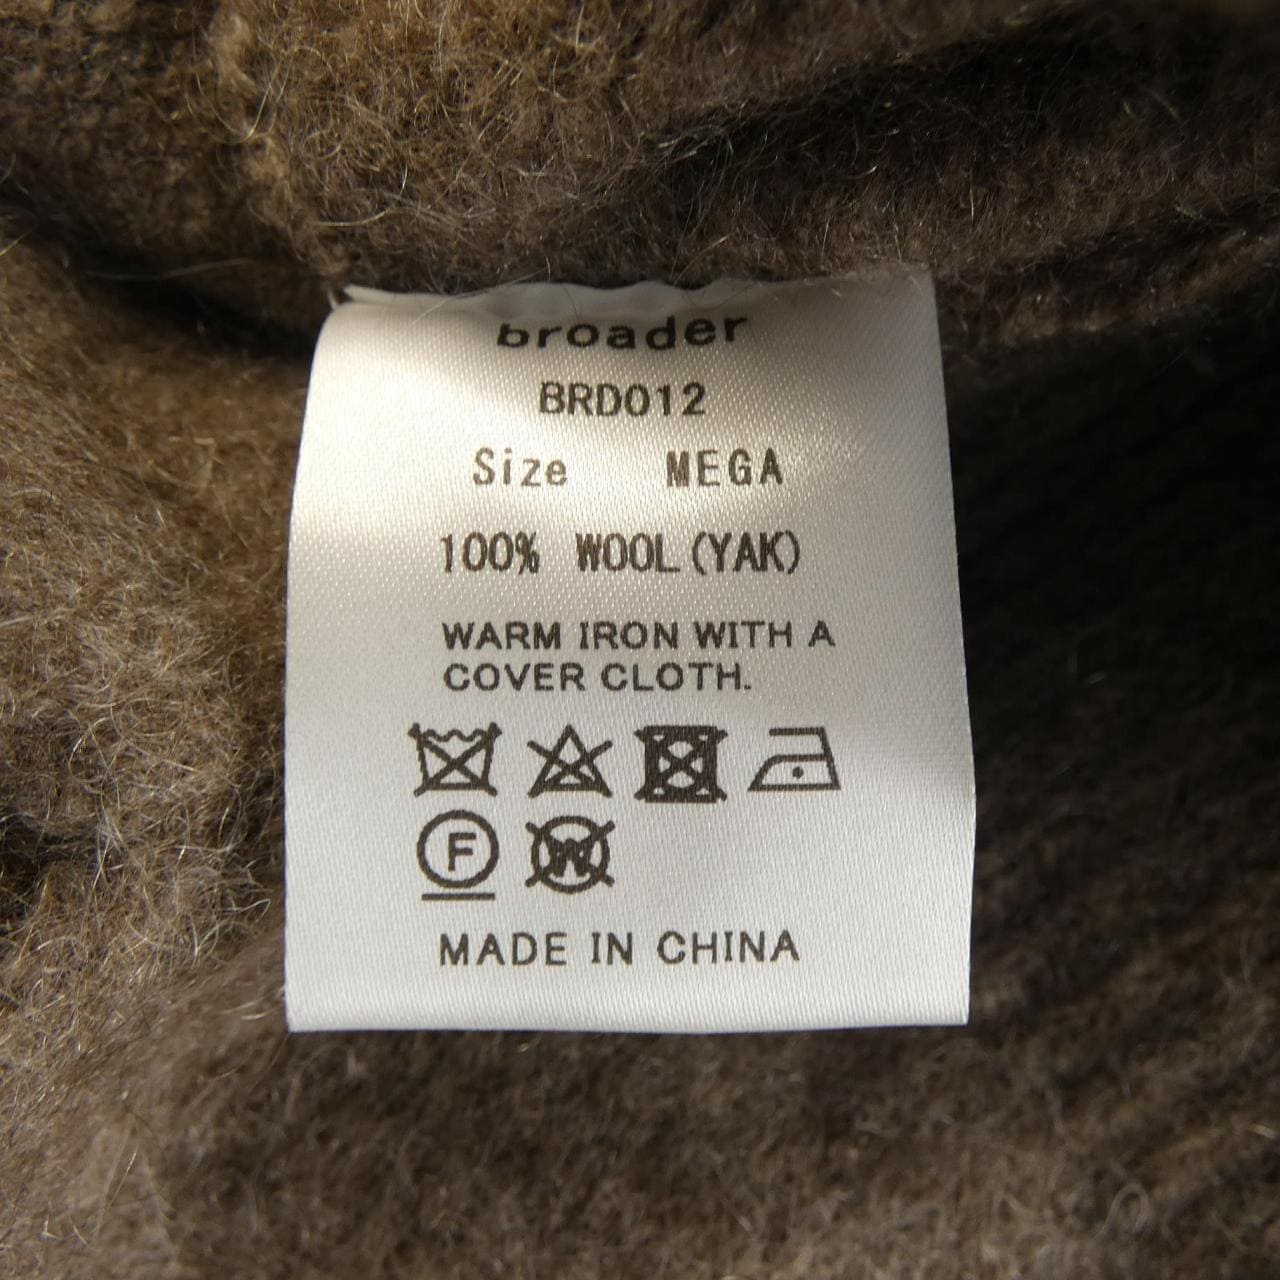 broader
BRD012
Size MEGA
100% WOOL(YAK)
WARM IRON WITH A
COVER CLOTH.
F W
MADE IN CHINA